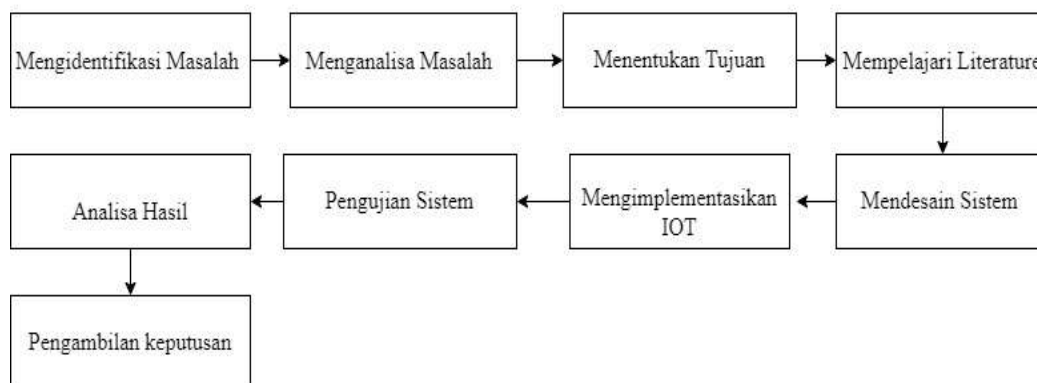 Mengidentifikasi Masalah
Menganalisa Masalah
Menentukan Tujuan
Mempelajari Literature
Mendesain Sistem
Mengimplementasikan
IOT
Pengujian Sistem
Analisa Hasil
Pengambilan keputusan